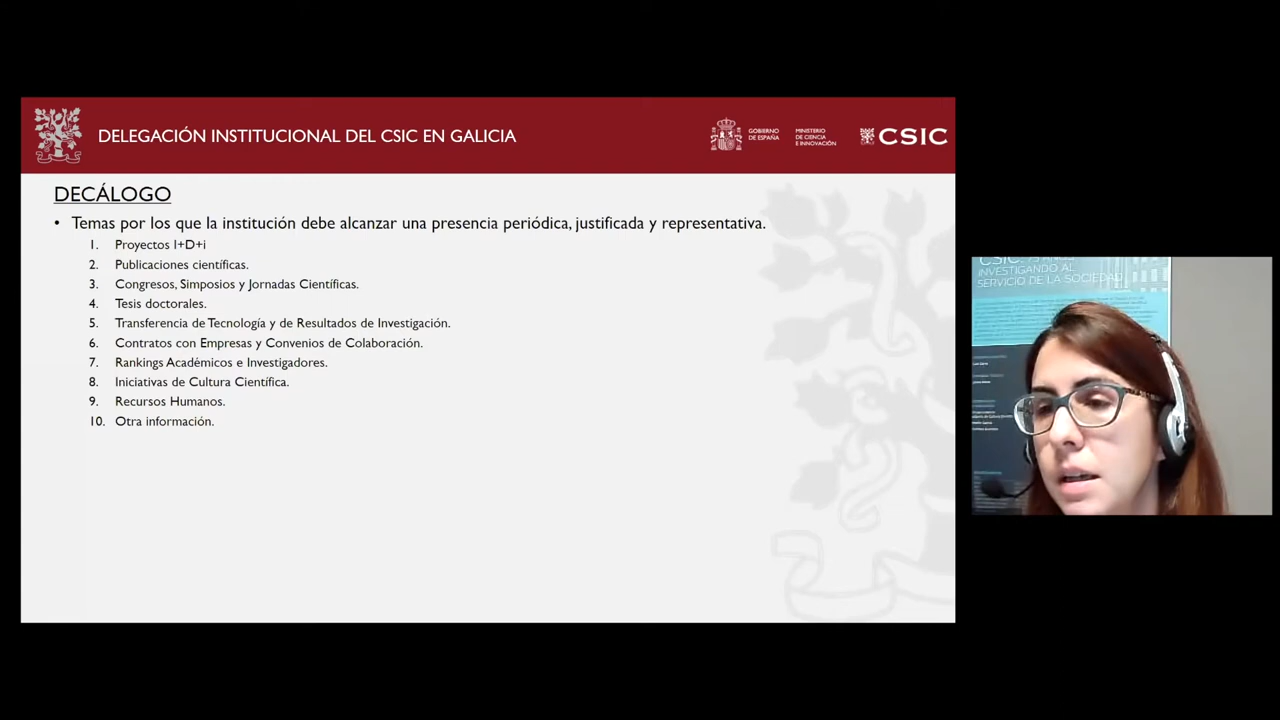 DELEGACIÓN INSTITUCIONAL DEL CSIC EN GALICIA
GOBIERNO
DE ESPAÑA
MINISTERIO
DE CIENCIA
E INNOVACIÓN
CSIC
DECÁLOGO
• Temas por los que la institución debe alcanzar una presencia periódica, justificada y representativa.
1. Proyectos I+D+i
2. Publicaciones científicas.
3. Congresos, Simposios y Jornadas Científicas.
4. Tesis doctorales.
5. Transferencia de Tecnología y de Resultados de Investigación.
6. Contratos con Empresas y Convenios de Colaboración.
7. Rankings Académicos e Investigadores.
8. Iniciativas de Cultura Científica.
9. Recursos Humanos.
10. Otra información.
INVESTIGANDO AL
SERVICIO DE LA SOCIEDAD